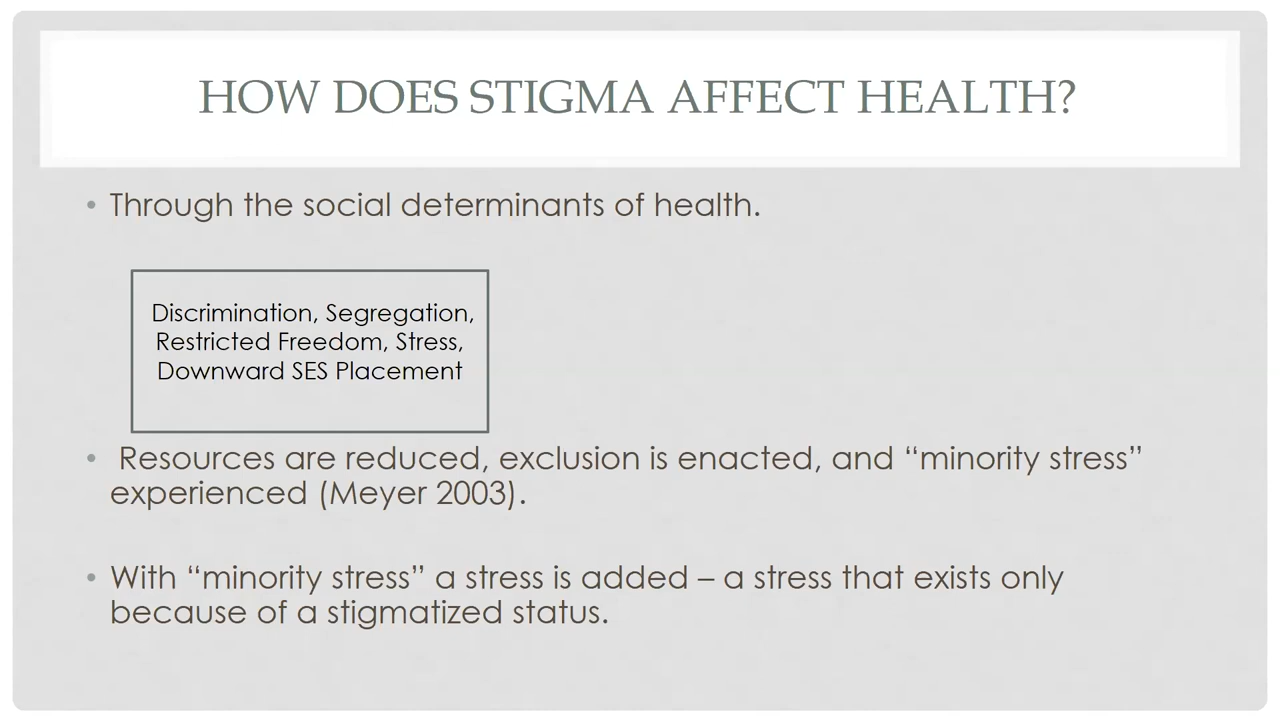 HOW DOES STIGMA AFFECT HEALTH?
• Through the social determinants of health.
Discrimination, Segregation,
Restricted Freedom, Stress,
Downward SES Placement
• Resources are reduced, exclusion is enacted, and “minority stress”
experienced (Meyer 2003).
• With “minority stress” a stress is added – a stress that exists only
because of a stigmatized status.